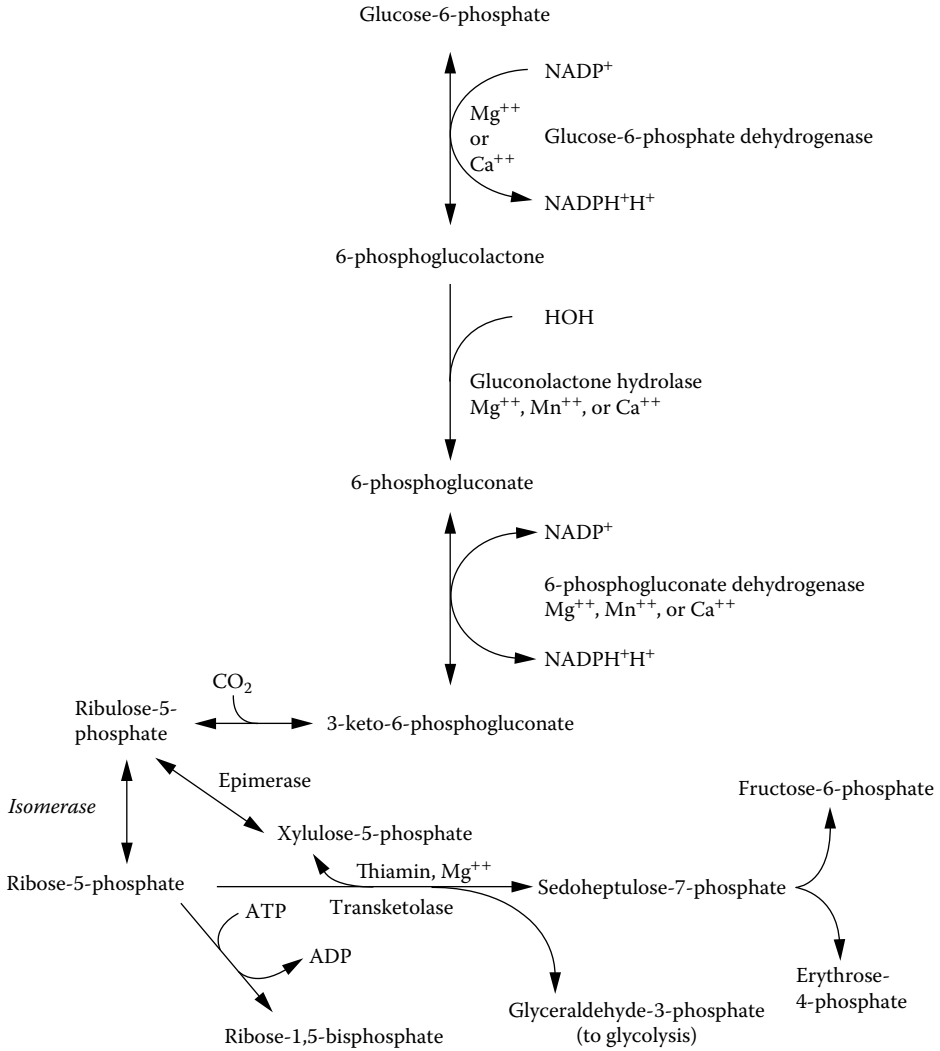 Glucose-6-phosphate
NADP⁺
Mg⁺⁺
or
Ca⁺⁺
Glucose-6-phosphate dehydrogenase
NADPH⁺H⁺
6-phosphoglucolactone
HOH
Gluconolactone hydrolase
Mg⁺⁺, Mn⁺⁺, or Ca⁺⁺
6-phosphogluconate
NADP⁺
6-phosphogluconate dehydrogenase
Mg⁺⁺, Mn⁺⁺, or Ca⁺⁺
NADPH⁺H⁺
CO₂
Ribulose-5-
phosphate
3-keto-6-phosphogluconate
Epimerase
Isomerase
Fructose-6-phosphate
Xylulose-5-phosphate
Thiamin, Mg⁺⁺
Ribose-5-phosphate
Sedoheptulose-7-phosphate
Transketolase
ATP
ADP
Erythrose-
4-phosphate
Glyceraldehyde-3-phosphate
(to glycolysis)
Ribose-1,5-bisphosphate